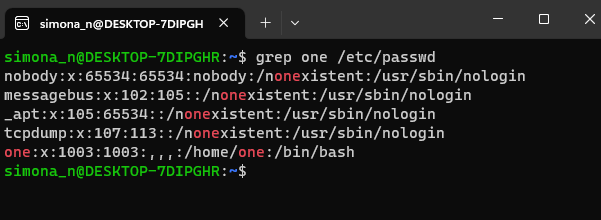 simona_n@DESKTOP-7DIPGH
simona_n@DESKTOP-7DIPGHR:~$ grep one /etc/passwd
nobody:x:65534:65534:nobody:/nonexistent:/usr/sbin/nologin
messagebus:x:102:105::/nonexistent:/usr/sbin/nologin
_apt:x:105:65534::/nonexistent:/usr/sbin/nologin
tcpdump:x:107:113::/nonexistent:/usr/sbin/nologin
one:x:1003:1003:,,,:/home/one:/bin/bash
simona_n@DESKTOP-7DIPGHR:~$